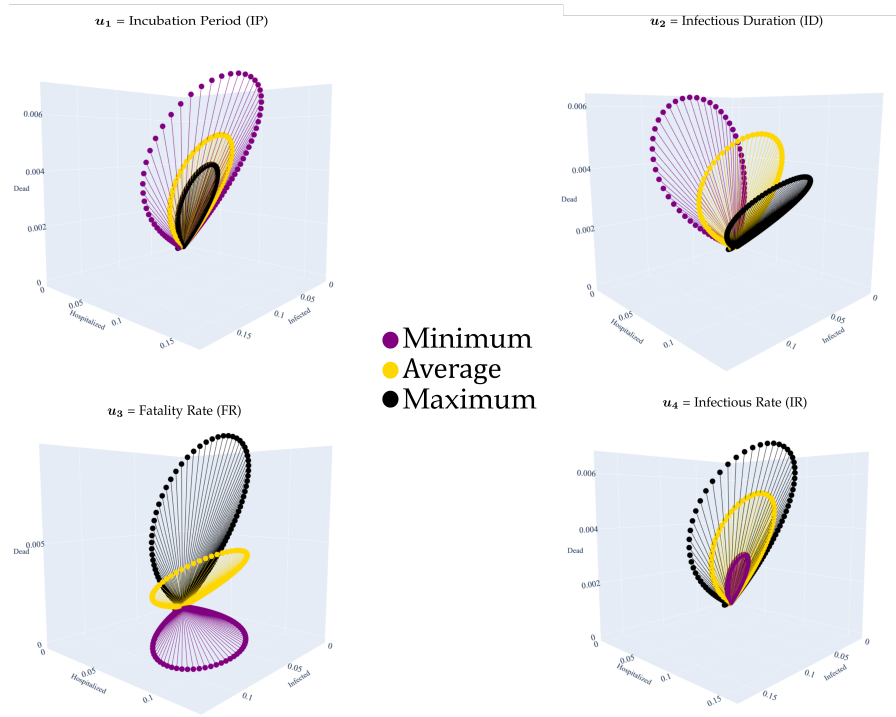 u₁ = Incubation Period (IP)
u₂ = Infectious Duration (ID)
0.006
0.004
Dead
0.002
0
0
0.05
Hospitalized
0.1
0.15
0
0.05
Infected
0.1
0.15
0.006
0.004
Dead
0.002
0
0
0.05
Hospitalized
0.1
0
0.05
Infected
0.1
Minimum
Average
Maximum
u₃ = Fatality Rate (FR)
u₄ = Infectious Rate (IR)
Dead
0.005
0
0
0.05
Hospitalized
0.1
0
0.05
Infected
0.1
0.006
0.004
Dead
0.002
0
0
0.05
Hospitalized
0.1
0.15
0
0.05
Infected
0.1
0.15